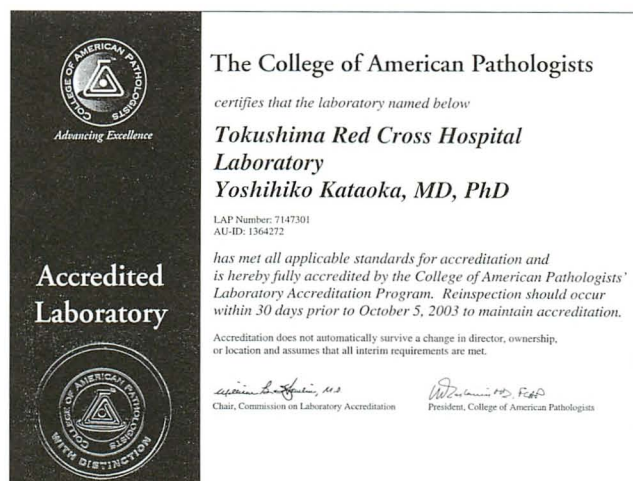 COLLEGE OF AMERICAN PATHOLOGISTS
Advancing Excellence
Accredited
Laboratory
COLLEGE OF AMERICAN PATHOLOGISTS
WITH DISTINCTION
The College of American Pathologists
certifies that the laboratory named below
Tokushima Red Cross Hospital
Laboratory
Yoshihiko Kataoka, MD, PhD
LAP Number: 7147301
AU-ID: 1364272
has met all applicable standards for accreditation and
is hereby fully accredited by the College of American Pathologists'
Laboratory Accreditation Program. Reinspection should occur
within 30 days prior to October 5, 2003 to maintain accreditation.
Accreditation does not automatically survive a change in director, ownership,
or location and assumes that all interim requirements are met.
Chair, Commission on Laboratory Accreditation
President, College of American Pathologists